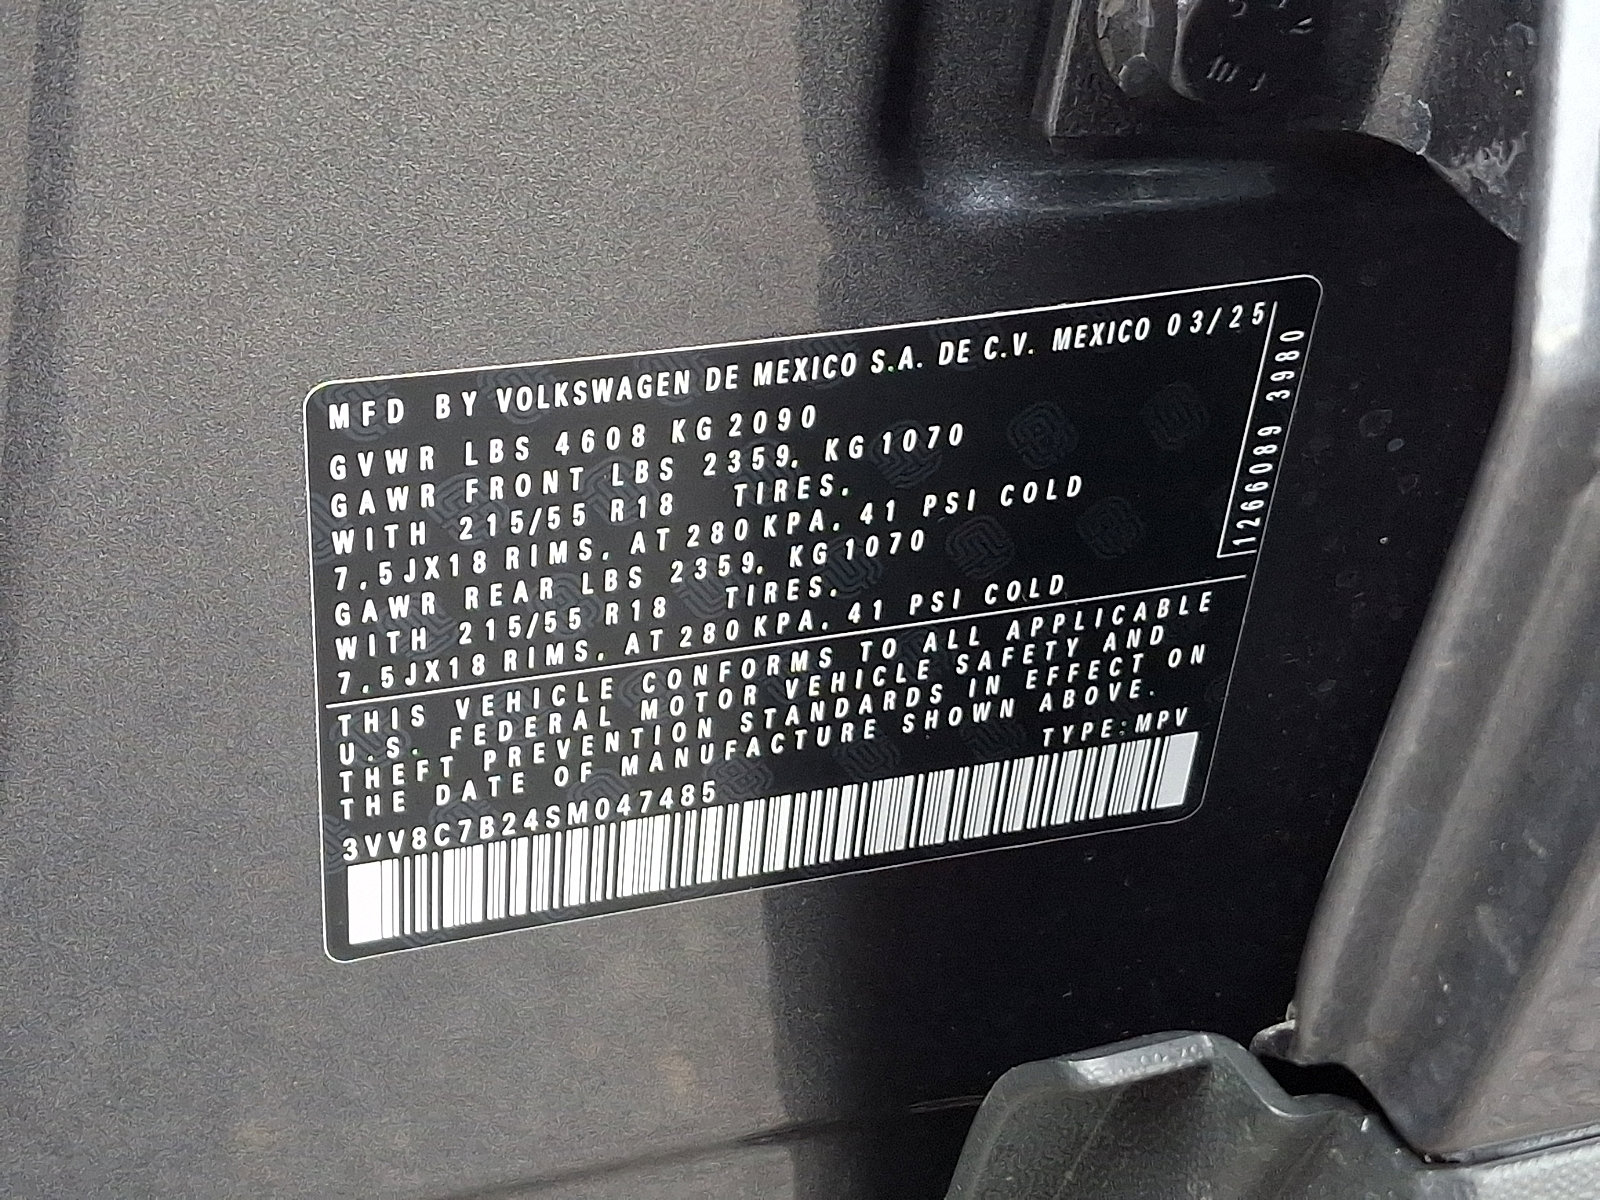 MFD BY VOLKSWAGEN DE MEXICO S.A. DE C.V. MEXICO 03/25
GVWR LBS 4608 KG 2090
GAWR FRONT LBS 2359. KG 1070
WITH 215/55 R18 TIRES.
7.5JX18 RIMS. AT 280 KPA. 41 PSI COLD
GAWR REAR LBS 2359. KG 1070
WITH 215/55 R18 TIRES.
7.5JX18 RIMS. AT 280 KPA. 41 PSI COLD
1266089 3980
THIS VEHICLE CONFORMS TO ALL APPLICABLE
U.S. FEDERAL MOTOR VEHICLE SAFETY AND
THEFT PREVENTION STANDARDS IN EFFECT ON
THE DATE OF MANUFACTURE SHOWN ABOVE.
TYPE:MPV
3VV8C7B24SM047485